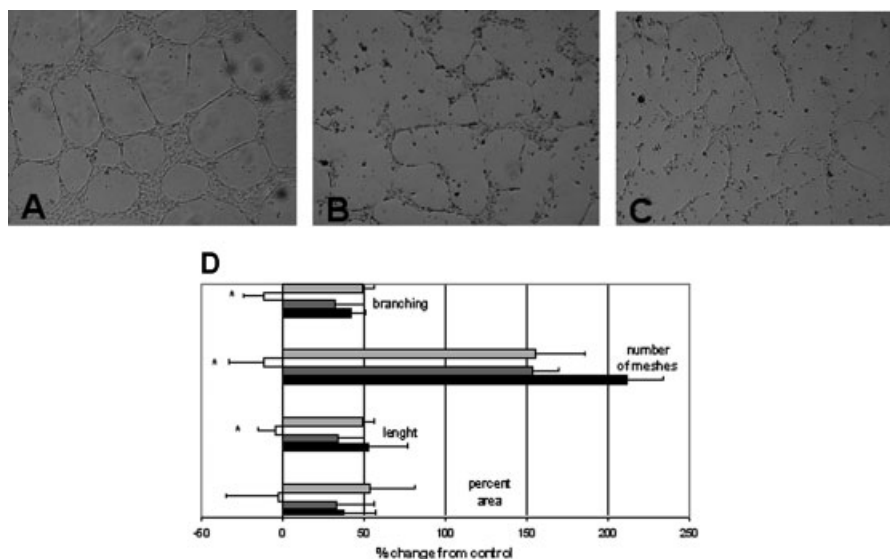 A
B
C
D
*
branching
*
number
of meshes
*
lenght
percent
area
-50
0
50
100
150
200
250
% change from control